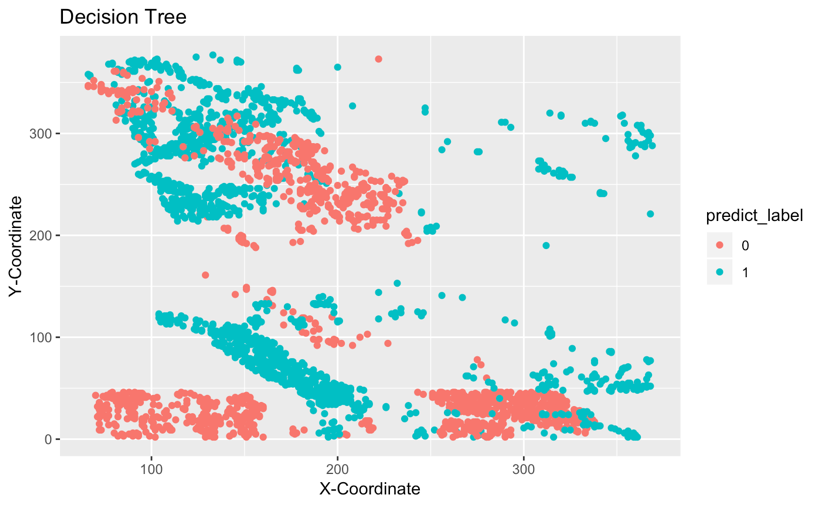 Decision Tree
300
200
100
0
Y-Coordinate
100
200
300
X-Coordinate
predict_label
0
1